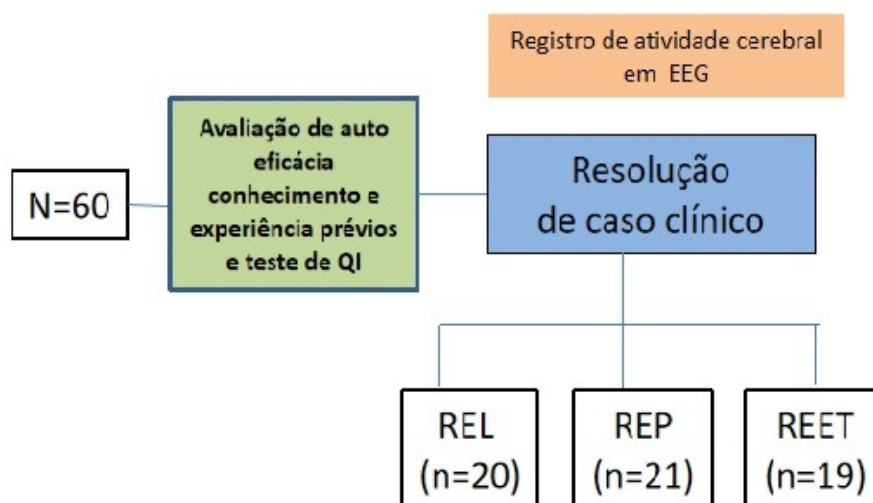 Registro de atividade cerebral
em EEG
N=60
Avaliação de auto
eficácia
conhecimento e
experiência prévios
e teste de QI
Resolução
de caso clínico
REL
(n=20)
REP
(n=21)
REET
(n=19)